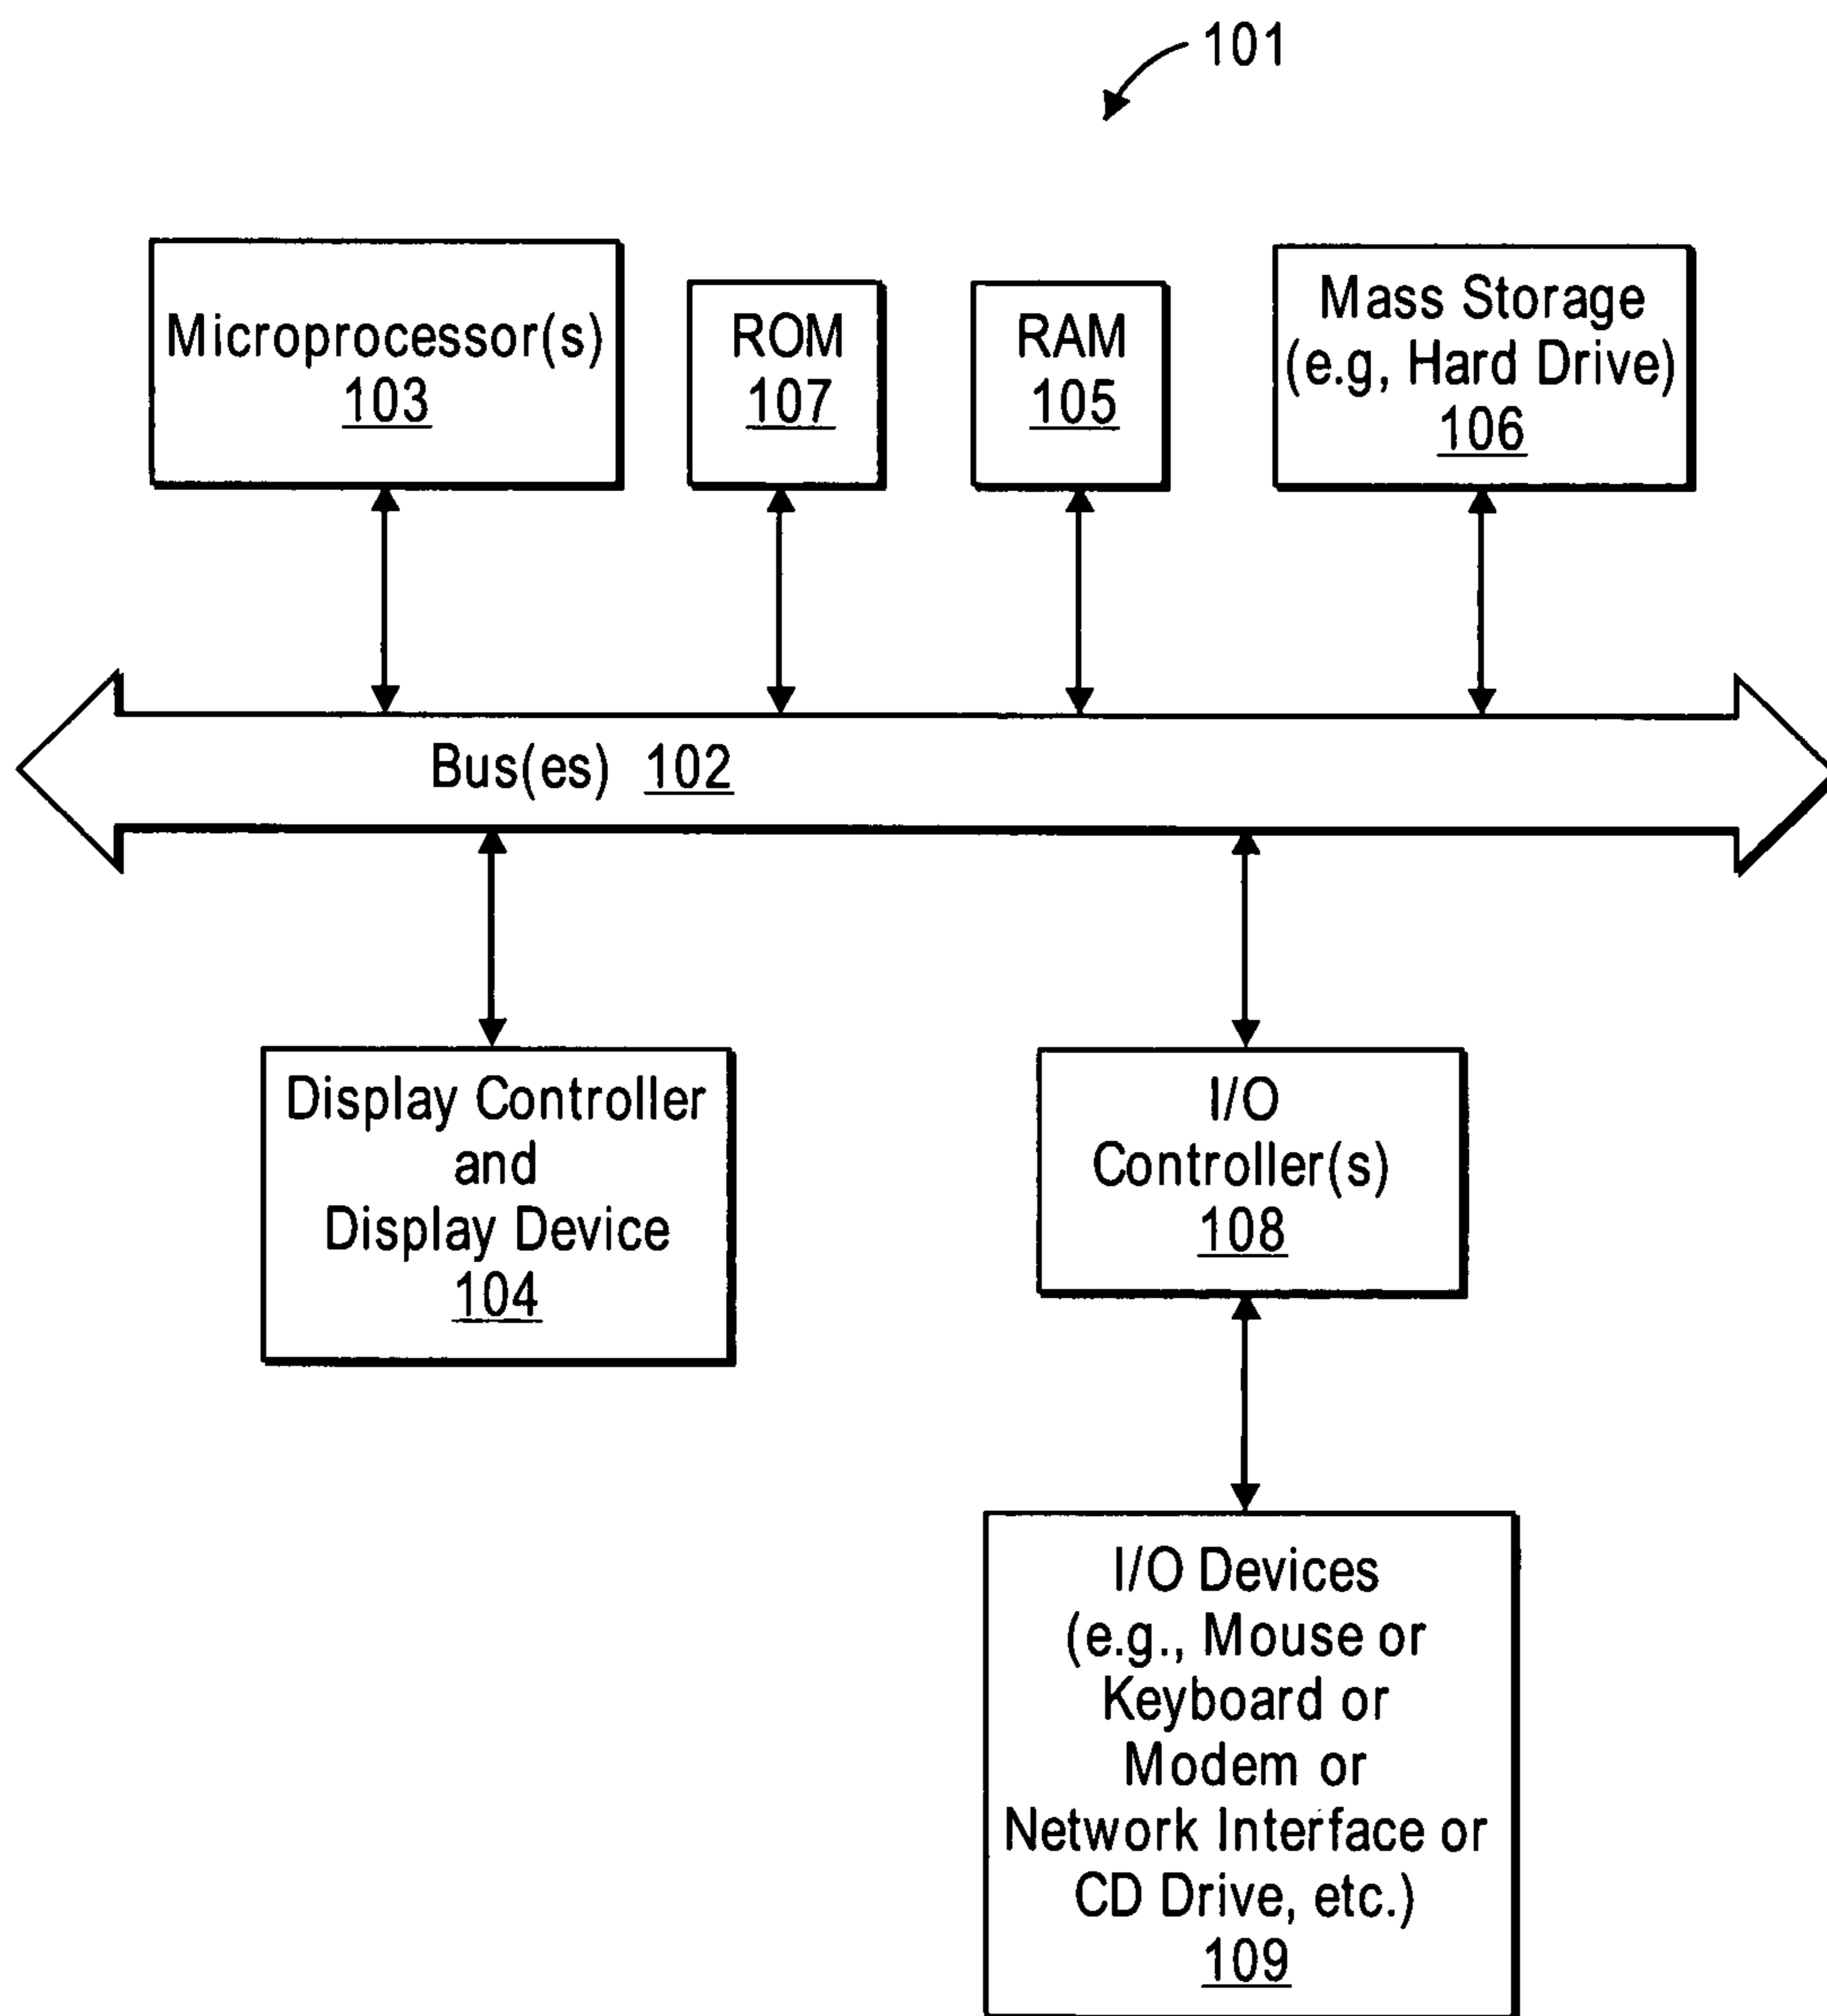 101
Microprocessor(s)
103
ROM
107
RAM
105
Mass Storage
(e.g, Hard Drive)
106
Bus(es) 102
Display Controller
and
Display Device
104
I/O
Controller(s)
108
I/O Devices
(e.g., Mouse or
Keyboard or
Modem or
Network Interface or
CD Drive, etc.)
109